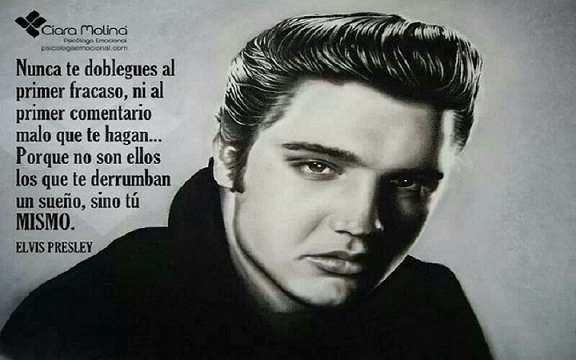 Ciara Molina
Psicóloga Emocional
psicologaemocional.com
Nunca te doblegues al
primer fracaso, ni al
primer comentario
malo que te hagan...
Porque no son ellos
los que te derrumban
un sueño, sino tú
MISMO.
ELVIS PRESLEY